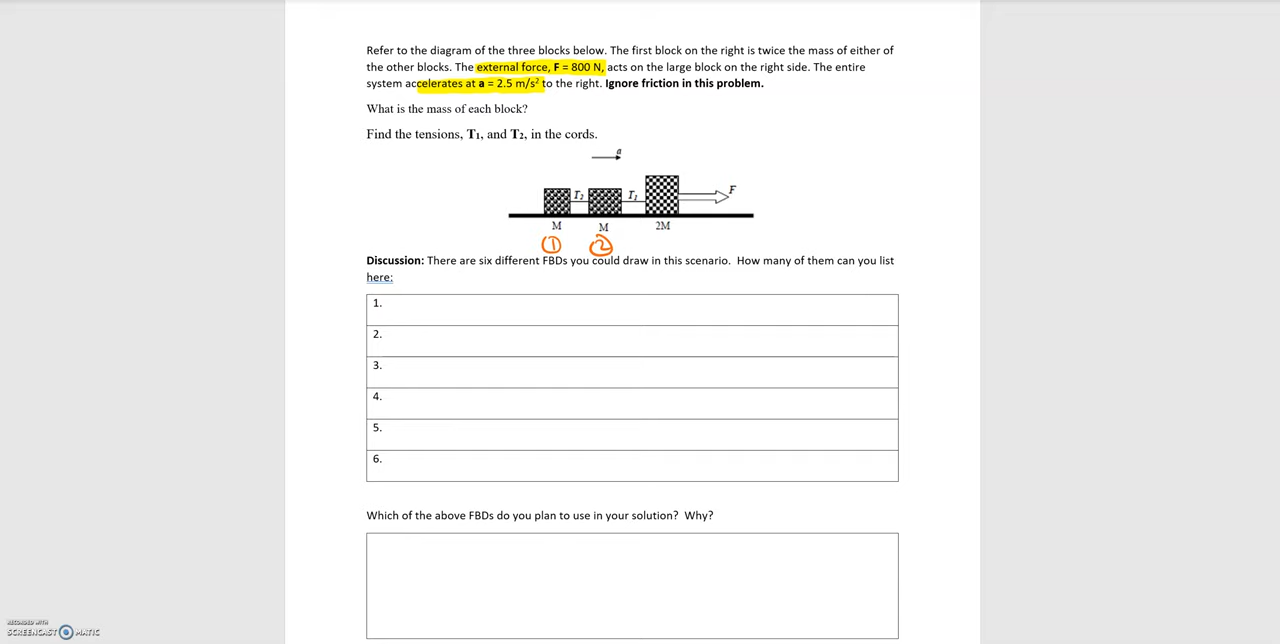 Refer to the diagram of the three blocks below. The first block on the right is twice the mass of either of
the other blocks. The external force, F = 800 N, acts on the large block on the right side. The entire
system accelerates at a = 2.5 m/s² to the right. Ignore friction in this problem.
What is the mass of each block?
Find the tensions, T₁, and T₂, in the cords.
a
T₂ T₁ F
M M 2M
① ②
Discussion: There are six different FBDs you could draw in this scenario. How many of them can you list
here:
1.
2.
3.
4.
5.
6.
Which of the above FBDs do you plan to use in your solution? Why?
RECORDED WITH
SCREENCAST MATIC